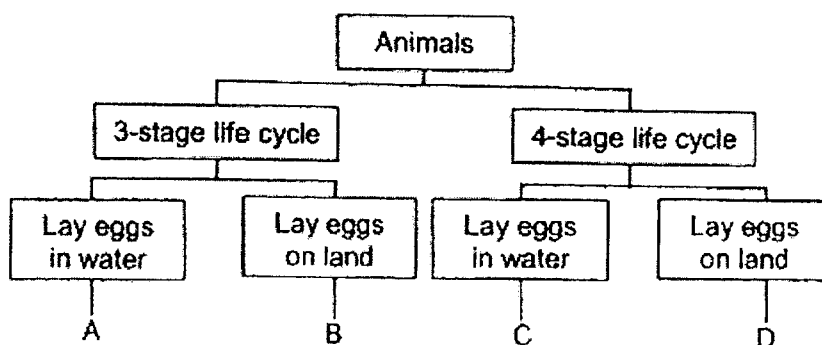 Animals
3-stage life cycle
4-stage life cycle
Lay eggs
in water
Lay eggs
on land
Lay eggs
in water
Lay eggs
on land
A
B
C
D